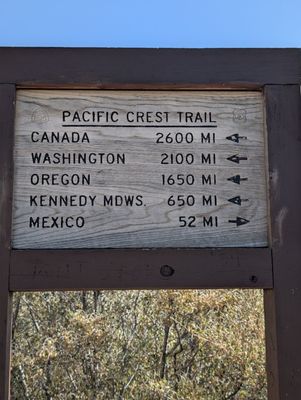 PACIFIC CREST TRAIL
CANADA 2600 MI
WASHINGTON 2100 MI
OREGON 1650 MI
KENNEDY MDWS. 650 MI
MEXICO 52 MI